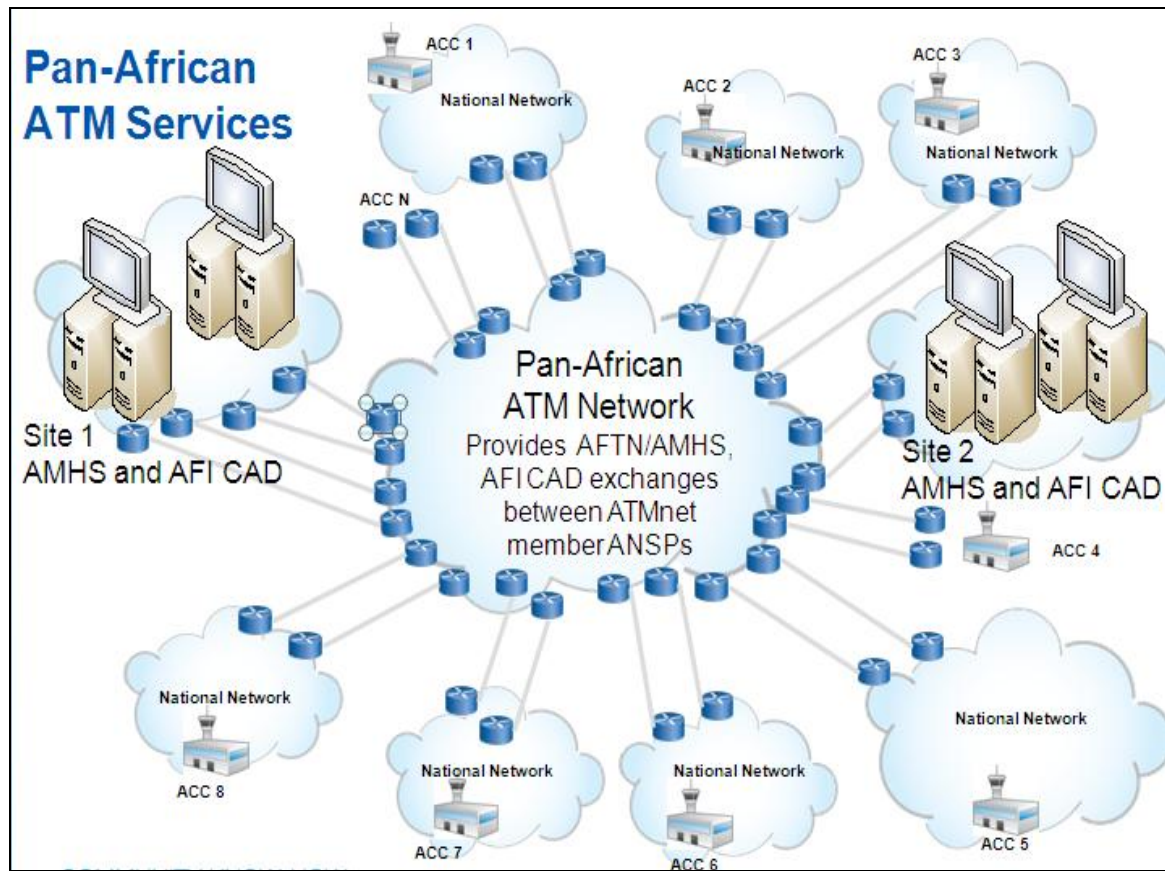 Pan-African
ATM Services
ACC 1
National Network
ACC 2
National Network
ACC 3
National Network
ACC N
Pan-African
ATM Network
Provides AFTN/AMHS,
AFI CAD exchanges
between ATMnet
member ANSPs
Site 1
AMHS and AFI CAD
Site 2
AMHS and AFI CAD
ACC 4
National Network
ACC 8
National Network
ACC 7
National Network
ACC 6
National Network
ACC 5